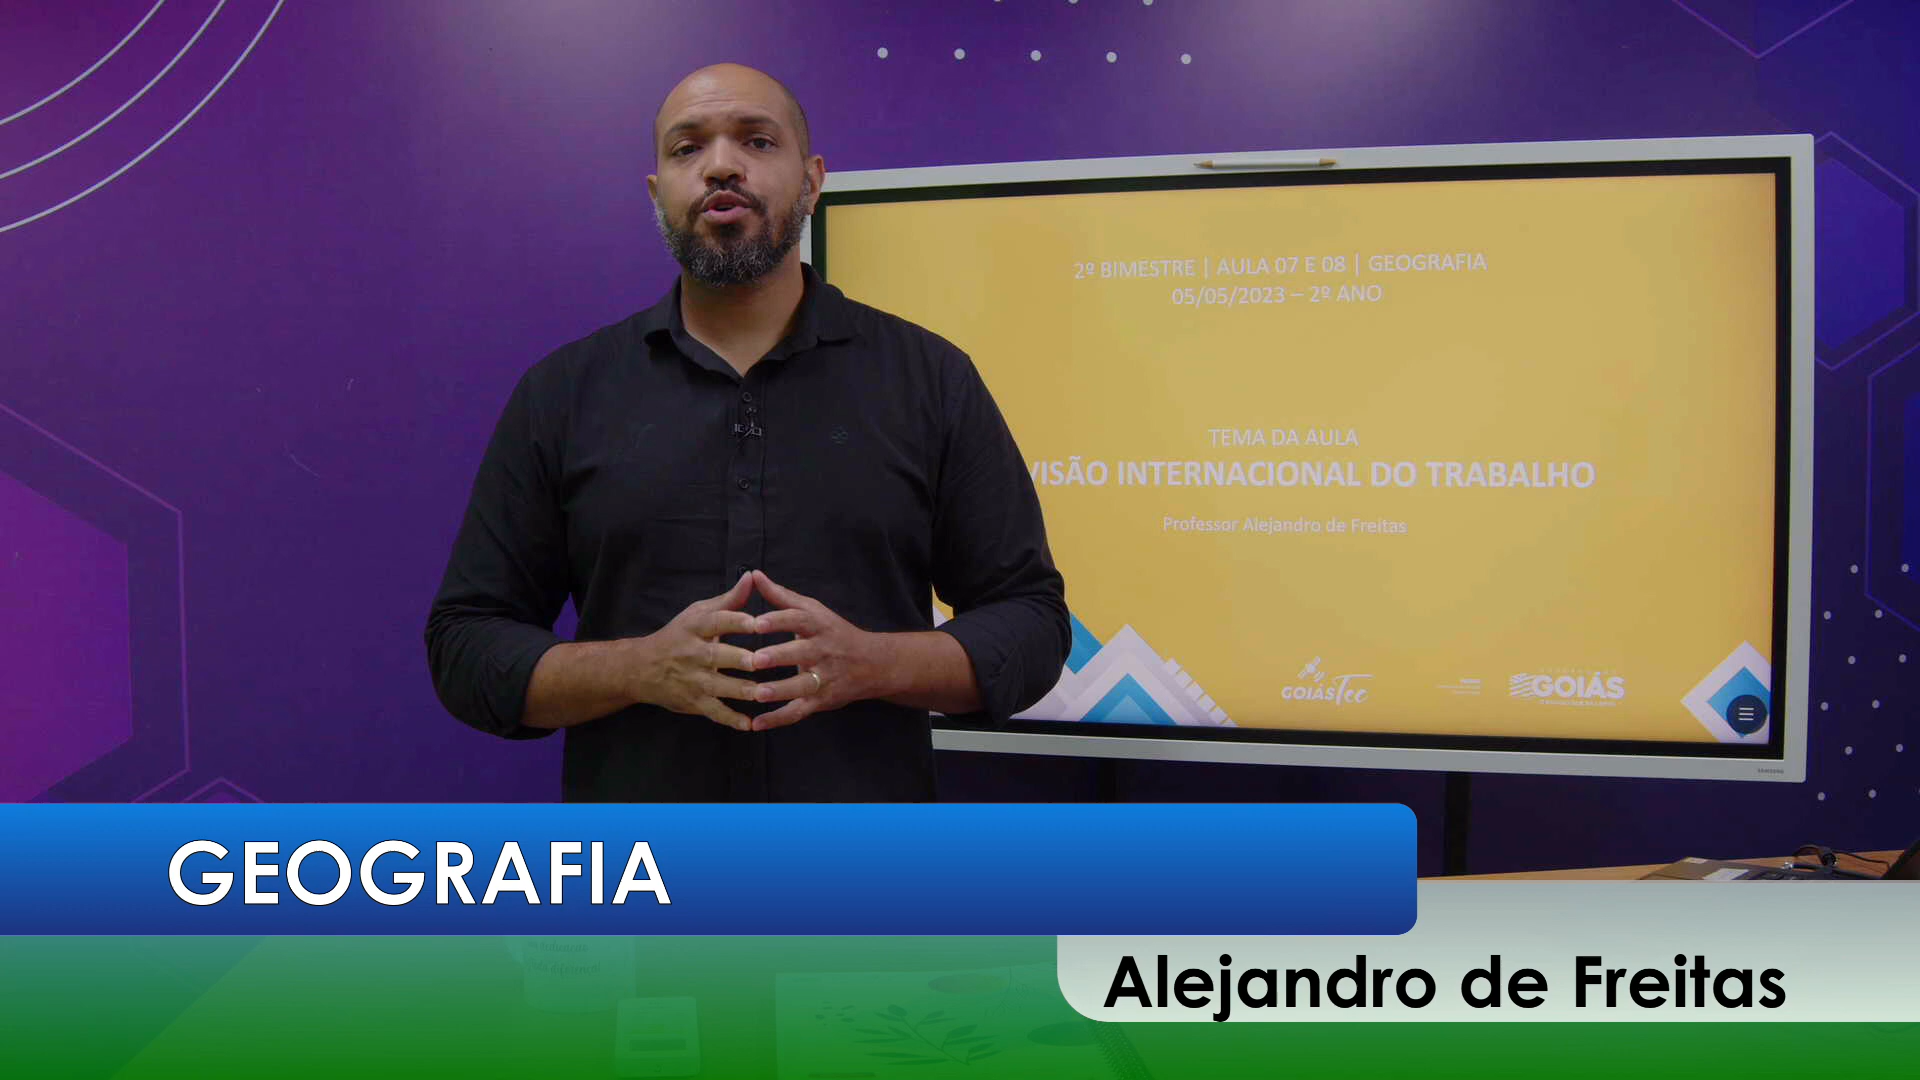 2º BIMESTRE | AULA 07 E 08 | GEOGRAFIA
05/05/2023 – 2º ANO
TEMA DA AULA
VISÃO INTERNACIONAL DO TRABALHO
Professor Alejandro de Freitas
GOIÁSTec
GOIÁS
SAMSUNG
GEOGRAFIA
Alejandro de Freitas